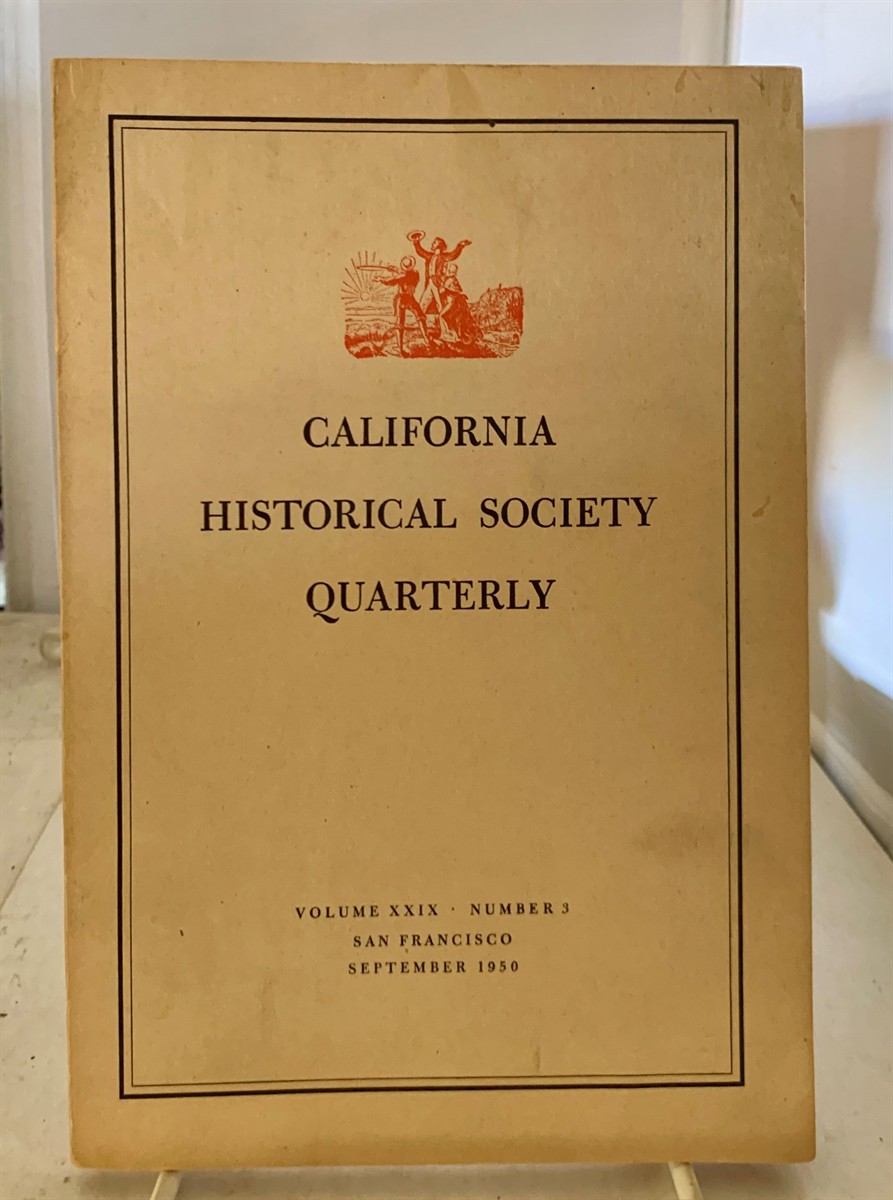 CALIFORNIA
HISTORICAL SOCIETY
QUARTERLY
VOLUME XXIX · NUMBER 3
SAN FRANCISCO
SEPTEMBER 1950